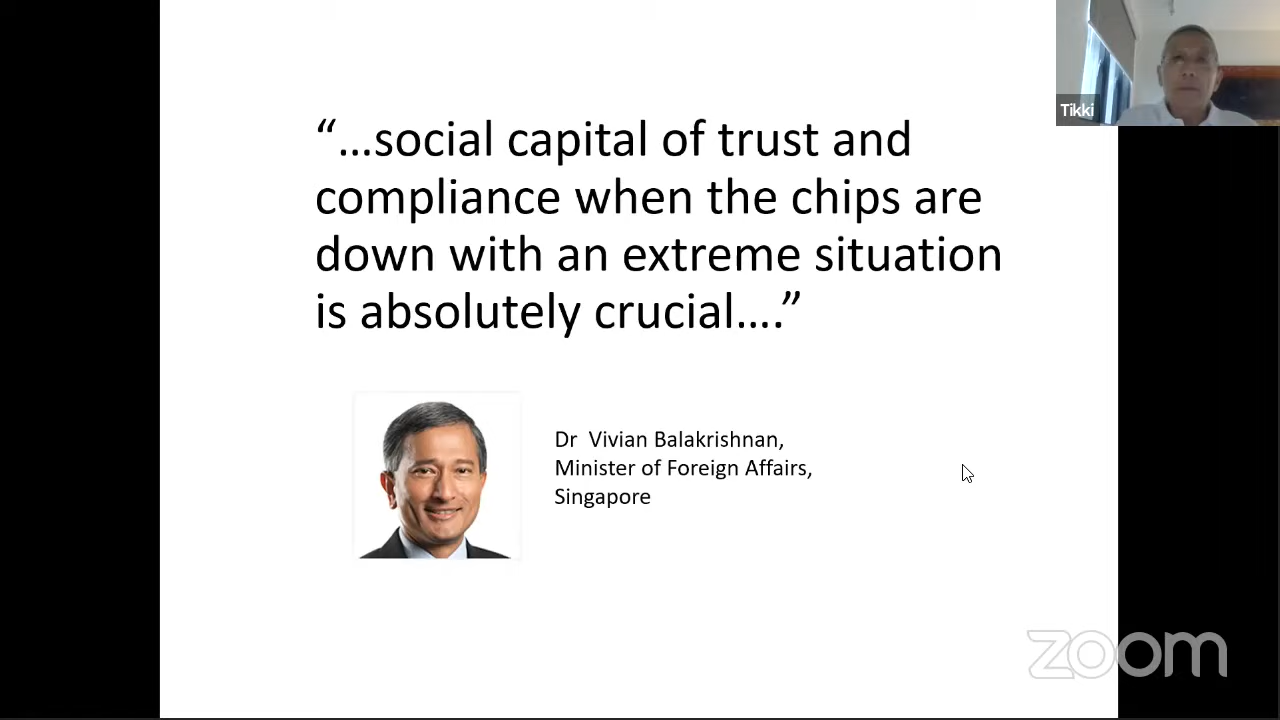 “…social capital of trust and
compliance when the chips are
down with an extreme situation
is absolutely crucial….”
Dr  Vivian Balakrishnan,
Minister of Foreign Affairs,
Singapore
Tikki
zoom